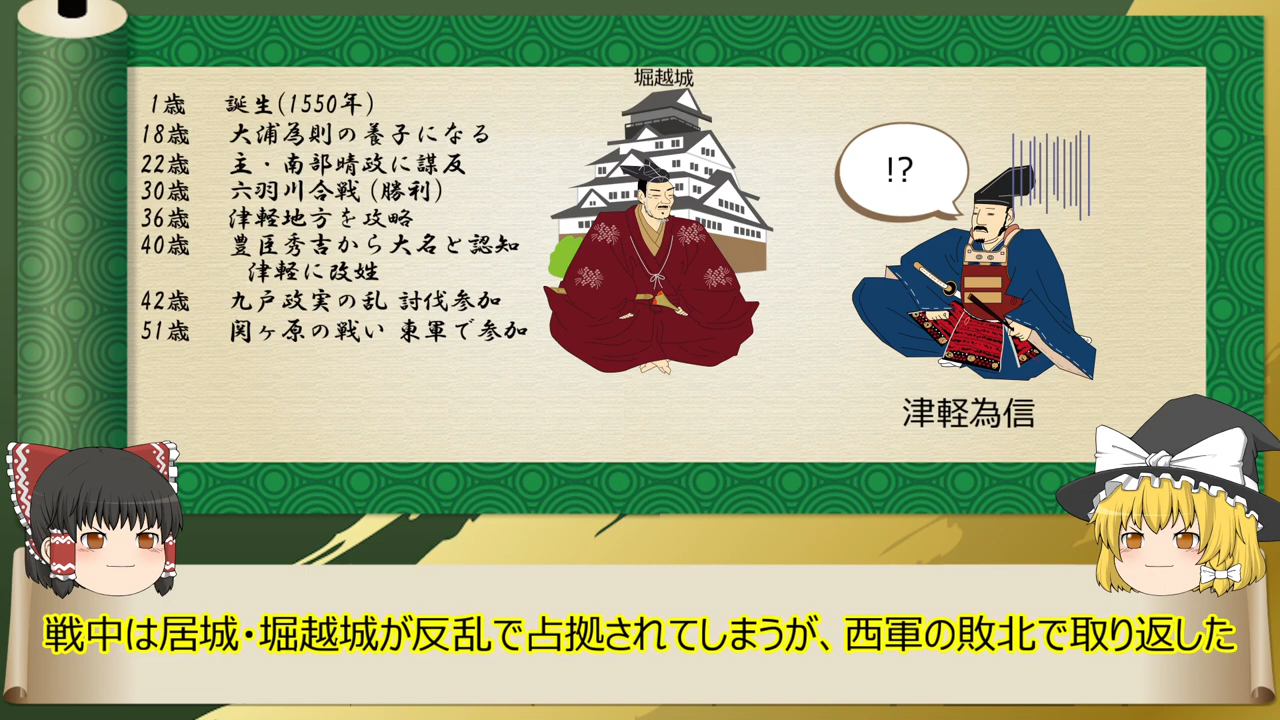 1歳 誕生(1550年)
18歳 大浦為則の養子になる
22歳 主・南部晴政に謀反
30歳 六羽川合戦(勝利)
36歳 津軽地方を攻略
40歳 豊臣秀吉から大名と認知
津軽に改姓
42歳 九戸政実の乱 討伐参加
51歳 関ヶ原の戦い 東軍で参加
堀越城
!?
津軽為信
戦中は居城・堀越城が反乱で占拠されてしまうが、西軍の敗北で取り返した